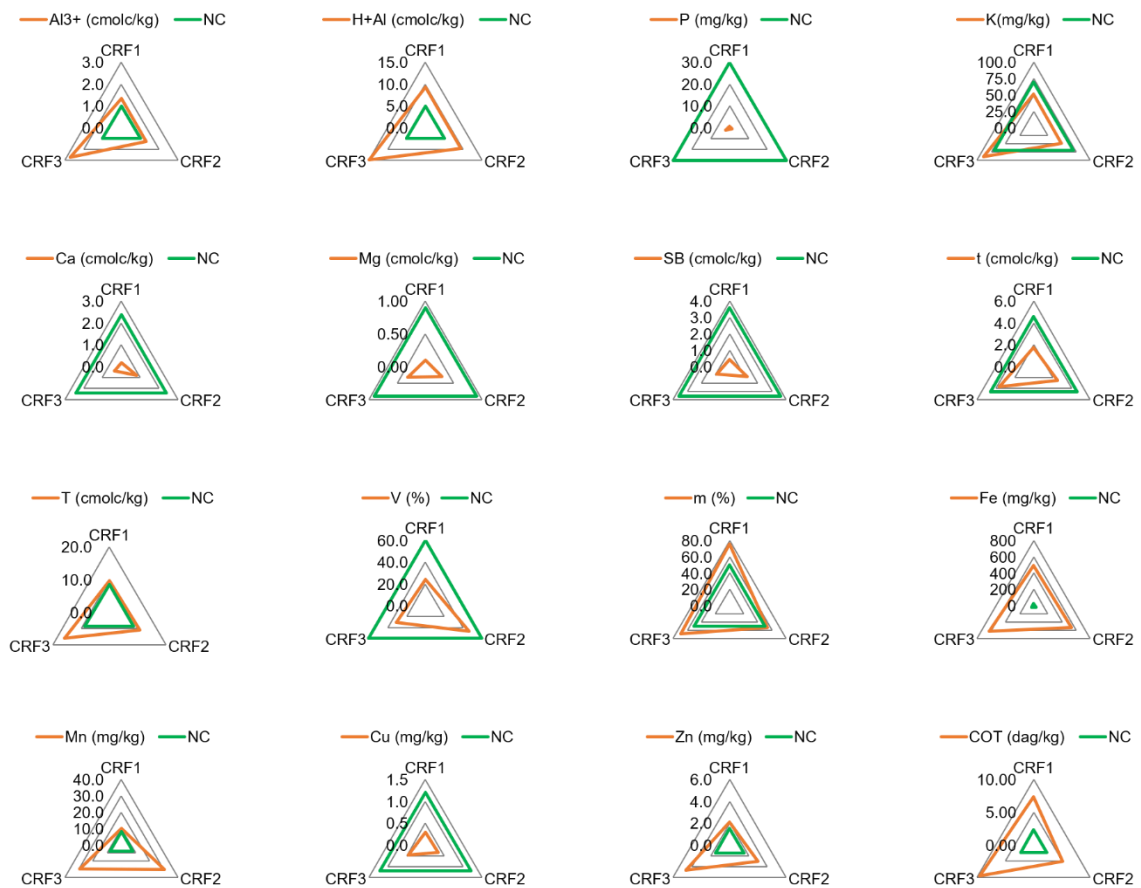 Al3+ (cmolc/kg) NC
CRF1
3.0
2.0
1.0
0.0
CRF3 CRF2
H+Al (cmolc/kg) NC
CRF1
15.0
10.0
5.0
0.0
CRF3 CRF2
P (mg/kg) NC
CRF1
30.0
20.0
10.0
0.0
CRF3 CRF2
K(mg/kg) NC
CRF1
100.0
75.0
50.0
25.0
0.0
CRF3 CRF2
Ca (cmolc/kg) NC
CRF1
3.0
2.0
1.0
0.0
CRF3 CRF2
Mg (cmolc/kg) NC
CRF1
1.00
0.50
0.00
CRF3 CRF2
SB (cmolc/kg) NC
CRF1
4.0
3.0
2.0
1.0
0.0
CRF3 CRF2
t (cmolc/kg) NC
CRF1
6.0
4.0
2.0
0.0
CRF3 CRF2
T (cmolc/kg) NC
CRF1
20.0
10.0
0.0
CRF3 CRF2
V (%) NC
CRF1
60.0
40.0
20.0
0.0
CRF3 CRF2
m (%) NC
CRF1
80.0
60.0
40.0
20.0
0.0
CRF3 CRF2
Fe (mg/kg) NC
CRF1
800
600
400
200
0
CRF3 CRF2
Mn (mg/kg) NC
CRF1
40.0
30.0
20.0
10.0
0.0
CRF3 CRF2
Cu (mg/kg) NC
CRF1
1.5
1.0
0.5
0.0
CRF3 CRF2
Zn (mg/kg) NC
CRF1
6.0
4.0
2.0
0.0
CRF3 CRF2
COT (dag/kg) NC
CRF1
10.00
5.00
0.00
CRF3 CRF2